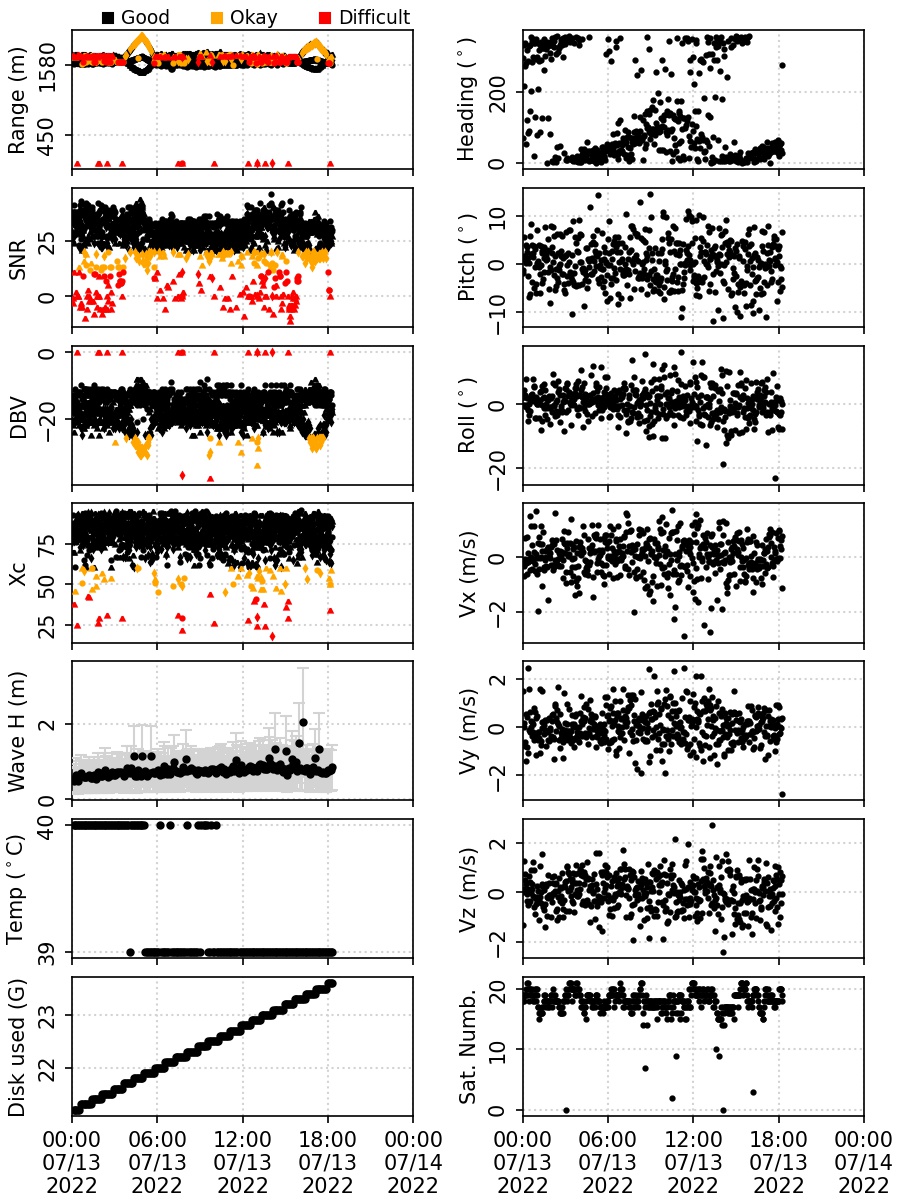 Good Okay Difficult
Range (m)
1580
450
Heading (°)
200
0
SNR
25
0
Pitch (°)
10
0
−10
DBV
0
−20
Roll (°)
0
−20
Xc
75
50
25
Vx (m/s)
0
−2
Wave H (m)
2
0
Vy (m/s)
2
0
−2
Temp (°C)
40
39
Vz (m/s)
2
0
−2
Disk used (G)
23
22
Sat. Numb.
20
10
0
00:00 06:00 12:00 18:00 00:00 00:00 06:00 12:00 18:00 00:00
07/13 07/13 07/13 07/13 07/14 07/13 07/13 07/13 07/13 07/14
2022 2022 2022 2022 2022 2022 2022 2022 2022 2022